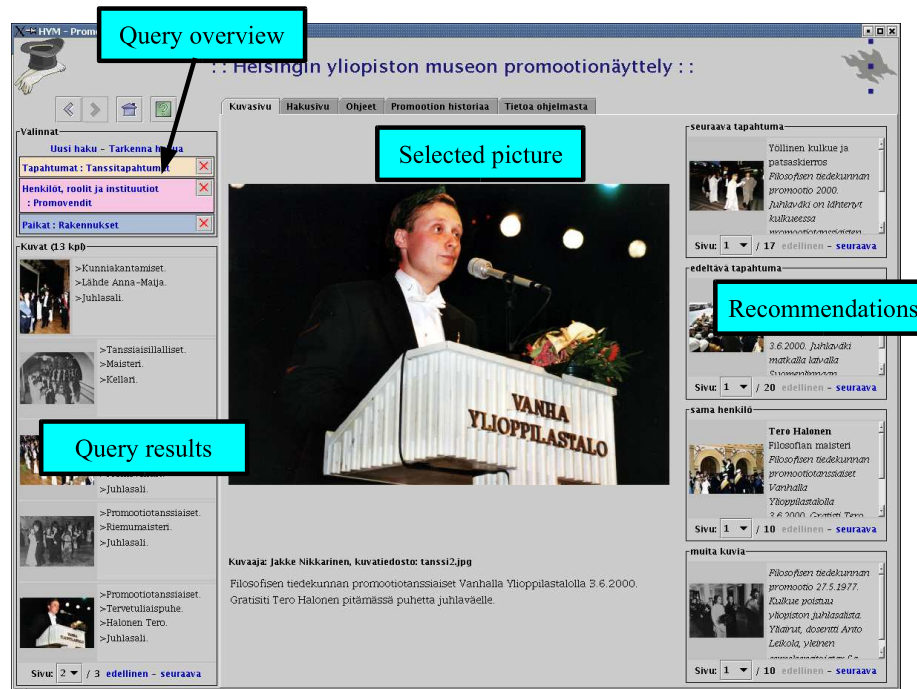 X HYM - Prom
Query overview
: : Helsingin yliopiston museon promootionäyttely : :
Valinnat
Uusi haku - Tarkenna h
Tapahtumat : Tanssitapahtumat
Henkilöt, roolit ja instituutiot
: Promovendit
Paikat : Rakennukset
Kuvat (13 kpl)
>Kunniakantamiset.
>Lähde Anna-Maija.
>Juhlasali.
>Tanssiaisillalliset.
>Maisteri.
>Kellari.
Query results
>Juhlasali.
>Promootiotanssiaiset.
>Riemumaisteri.
>Juhlasali.
>Promootiotanssiaiset.
>Tervetuliaispuhe.
>Halonen Tero.
>Juhlasali.
Sivu: 2 / 3 edellinen - seuraava
Kuvasivu Hakusivu Ohjeet Promootion historiaa Tietoa ohjelmasta
Selected picture
VANHA
YLIOPPILASTALO
Kuvaaja: Jakke Nikkarinen, kuvatiedosto: tanssi2.jpg
Filosofisen tiedekunnan promootiotanssiaiset Vanhalla Ylioppilastalolla 3.6.2000.
Gratisiti Tero Halonen pitämässä puhetta juhlaväelle.
seuraava tapahtuma
Yöllinen kulkue ja
patsaskierros
Filosofisen tiedekunnan
promootio 2000.
Juhlaväki on lähtenyt
kulkueessa
promootiotanssiaisten
Sivu: 1 / 17 edellinen - seuraava
edeltävä tapahtuma
Recommendations
3.6.2000. Juhlaväki
matkalla laivalla
Suomenlinnaan
Sivu: 1 / 20 edellinen - seuraava
sama henkilö
Tero Halonen
Filosofian maisteri
Filosofisen tiedekunnan
promootiotanssiaiset
Vanhalla
Ylioppilastalolla
3.6.2000. Gratisti Tero
Sivu: 1 / 10 edellinen - seuraava
muita kuvia
Filosofisen tiedekunnan
promootio 27.5.1977.
Kulkue poistuu
yliopiston juhlasalista.
Yliairut, dosentti Anto
Leikola, yleinen
Sivu: 1 / 10 edellinen - seuraava